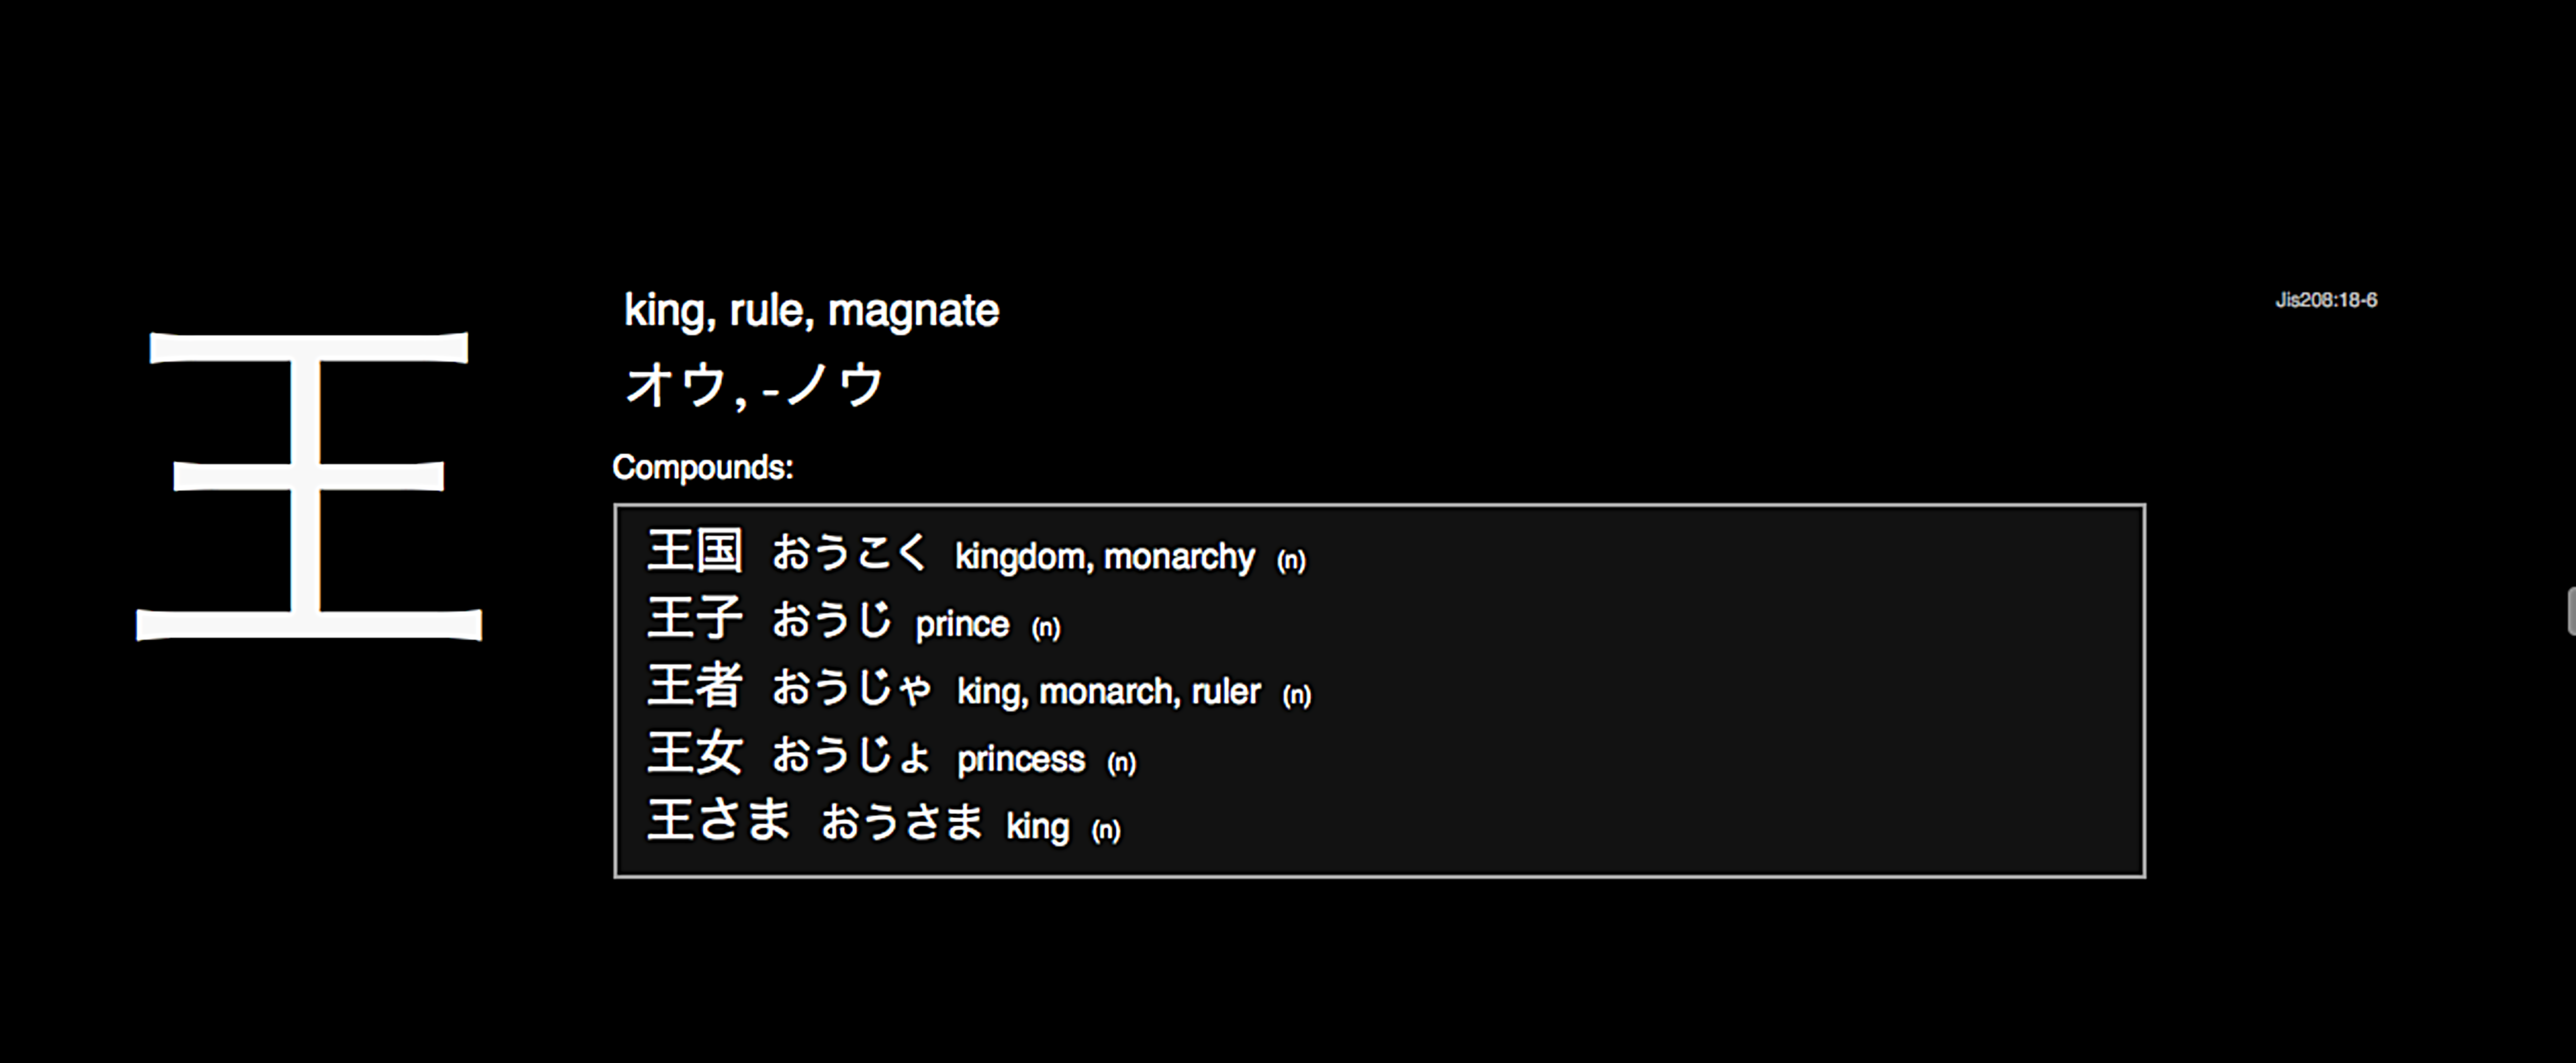 王
king, rule, magnate
Jis208:18-6
オウ, -ノウ
Compounds:
王国 おうこく kingdom, monarchy (n)
王子 おうじ prince (n)
王者 おうじゃ king, monarch, ruler (n)
王女 おうじょ princess (n)
王さま おうさま king (n)